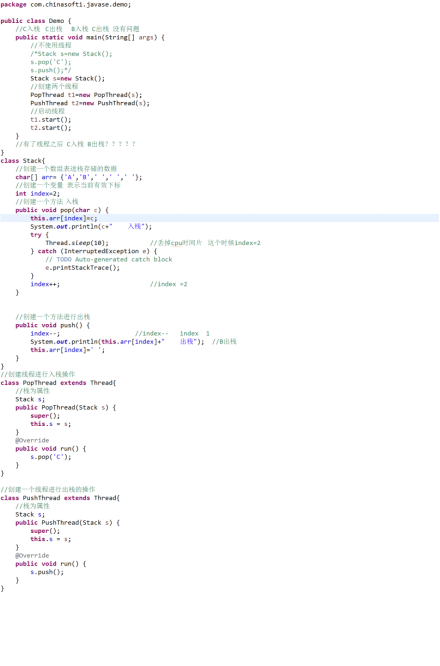 package com.chinasofti.javase.demo;
public class Demo {
//C入栈 C出栈 B入栈 C出栈 没有问题
public static void main(String[] args) {
//不使用线程
/*Stack s=new Stack();
s.pop('C');
s.push();*/
Stack s=new Stack();
//创建两个线程
PopThread t1=new PopThread(s);
PushThread t2=new PushThread(s);
//启动线程
t1.start();
t2.start();
}
//有了线程之后 C入栈 B出栈?????
}
class Stack{
//创建一个数组表进栈存储的数据
char[] arr= {'A','B',' ',' ',' '};
//创建一个变量 表示当前有效下标
int index=2;
//创建一个方法 入栈
public void pop(char c) {
this.arr[index]=c;
System.out.println(c+" 入栈");
try {
Thread.sleep(10); //丢掉cpu时间片 这个时候index=2
} catch (InterruptedException e) {
// TODO Auto-generated catch block
e.printStackTrace();
}
index++; //index =2
}
//创建一个方法进行出栈
public void push() {
index--; //index-- index 1
System.out.println(this.arr[index]+" 出栈"); //B出栈
this.arr[index]=' ';
}
}
//创建线程进行入栈操作
class PopThread extends Thread{
//栈为属性
Stack s;
public PopThread(Stack s) {
super();
this.s = s;
}
@Override
public void run() {
s.pop('C');
}
}
//创建一个线程进行出栈的操作
class PushThread extends Thread{
//栈为属性
Stack s;
public PushThread(Stack s) {
super();
this.s = s;
}
@Override
public void run() {
s.push();
}
}